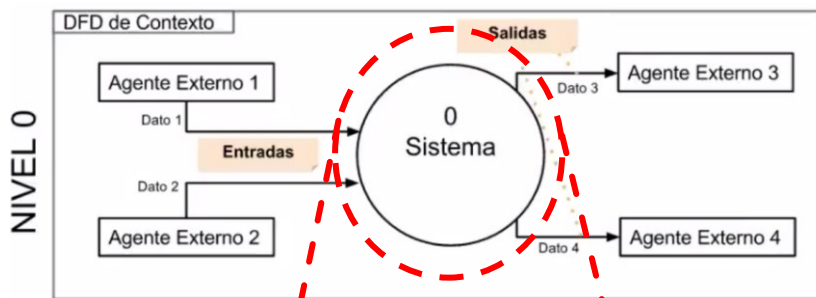 DFD de Contexto
NIVEL 0
Salidas
Agente Externo 1
Agente Externo 3
Dato 1
Dato 3
0
Sistema
Entradas
Dato 2
Agente Externo 2
Dato 4
Agente Externo 4